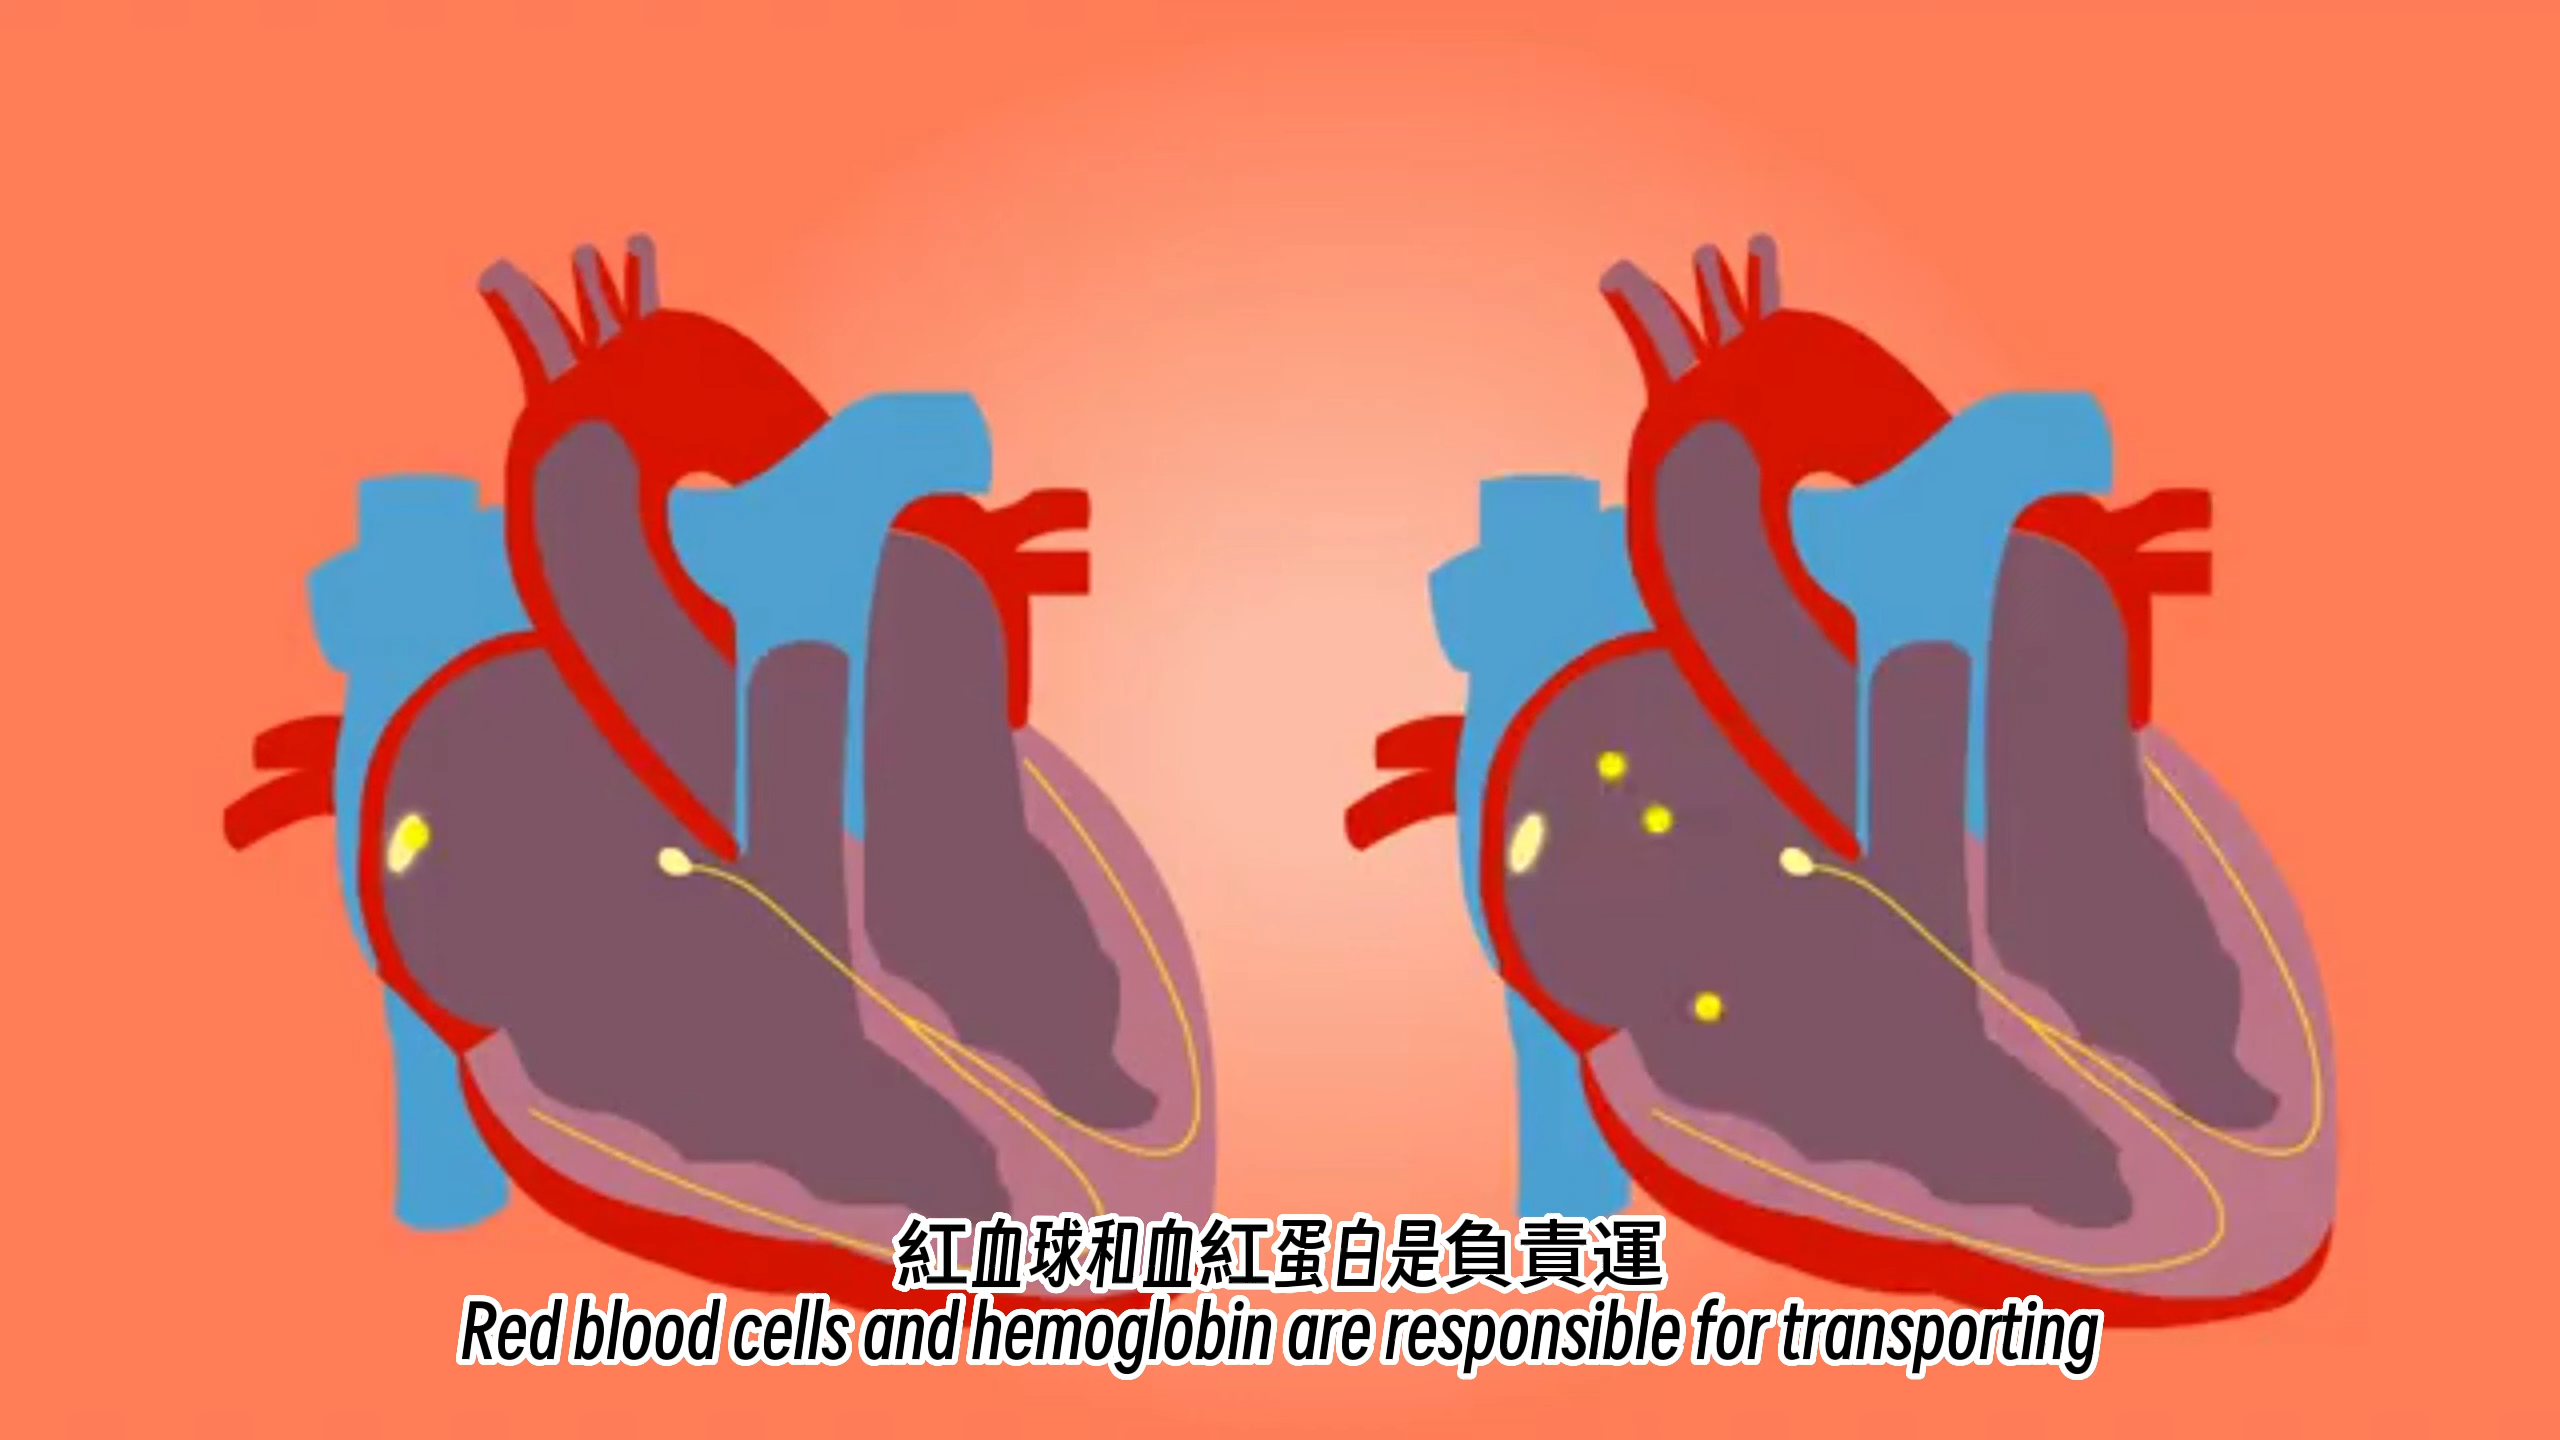 紅血球和血紅蛋白是負責運
Red blood cells and hemoglobin are responsible for transporting